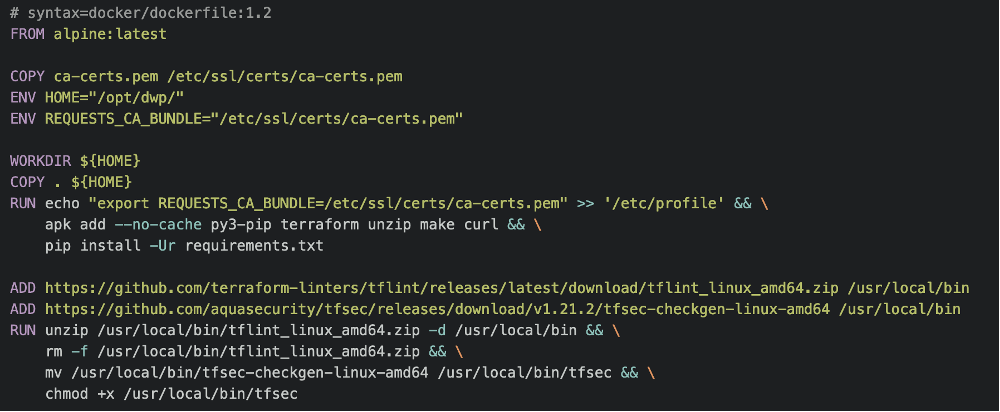 # syntax=docker/dockerfile:1.2
FROM alpine:latest

COPY ca-certs.pem /etc/ssl/certs/ca-certs.pem
ENV HOME="/opt/dwp/"
ENV REQUESTS_CA_BUNDLE="/etc/ssl/certs/ca-certs.pem"

WORKDIR ${HOME}
COPY . ${HOME}
RUN echo "export REQUESTS_CA_BUNDLE=/etc/ssl/certs/ca-certs.pem" >> '/etc/profile' && \
    apk add --no-cache py3-pip terraform unzip make curl && \
    pip install -Ur requirements.txt

ADD https://github.com/terraform-linters/tflint/releases/latest/download/tflint_linux_amd64.zip /usr/local/bin
ADD https://github.com/aquasecurity/tfsec/releases/download/v1.21.2/tfsec-checkgen-linux-amd64 /usr/local/bin
RUN unzip /usr/local/bin/tflint_linux_amd64.zip -d /usr/local/bin && \
    rm -f /usr/local/bin/tflint_linux_amd64.zip && \
    mv /usr/local/bin/tfsec-checkgen-linux-amd64 /usr/local/bin/tfsec && \
    chmod +x /usr/local/bin/tfsec